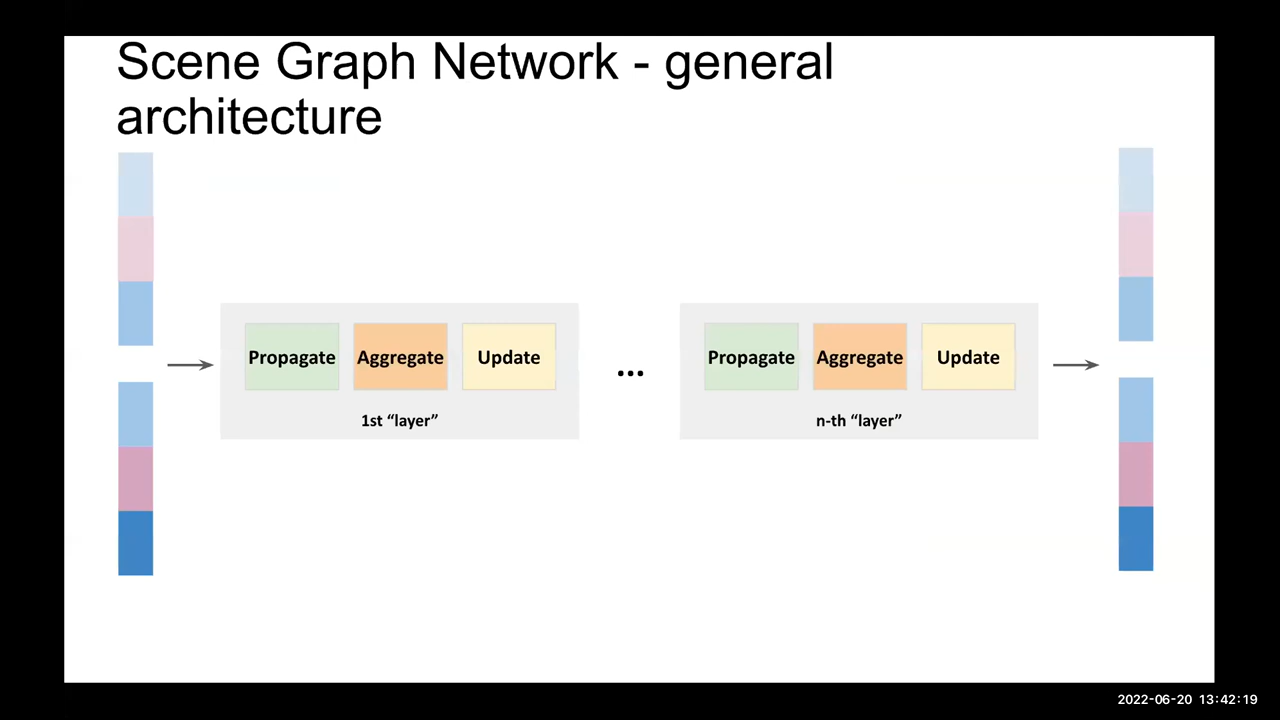 Scene Graph Network - general
architecture
Propagate Aggregate Update
1st “layer”
...
Propagate Aggregate Update
n-th “layer”
2022-06-20 13:42:19